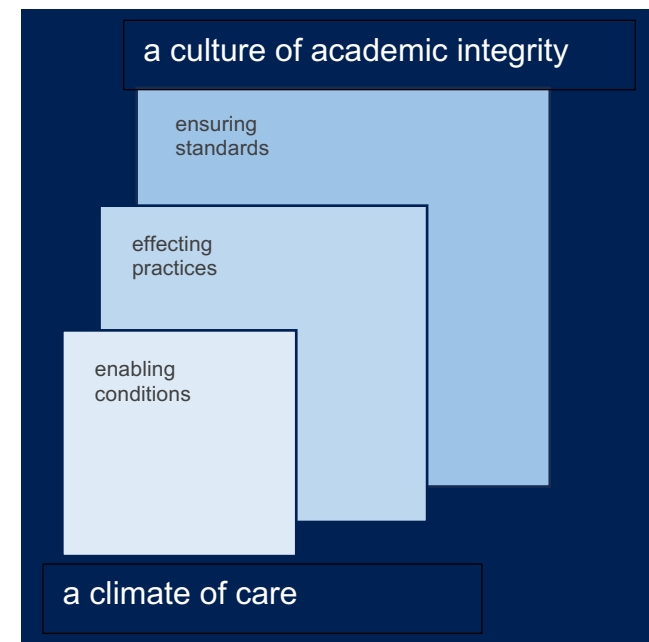 a culture of academic integrity
ensuring
standards
effecting
practices
enabling
conditions
a climate of care